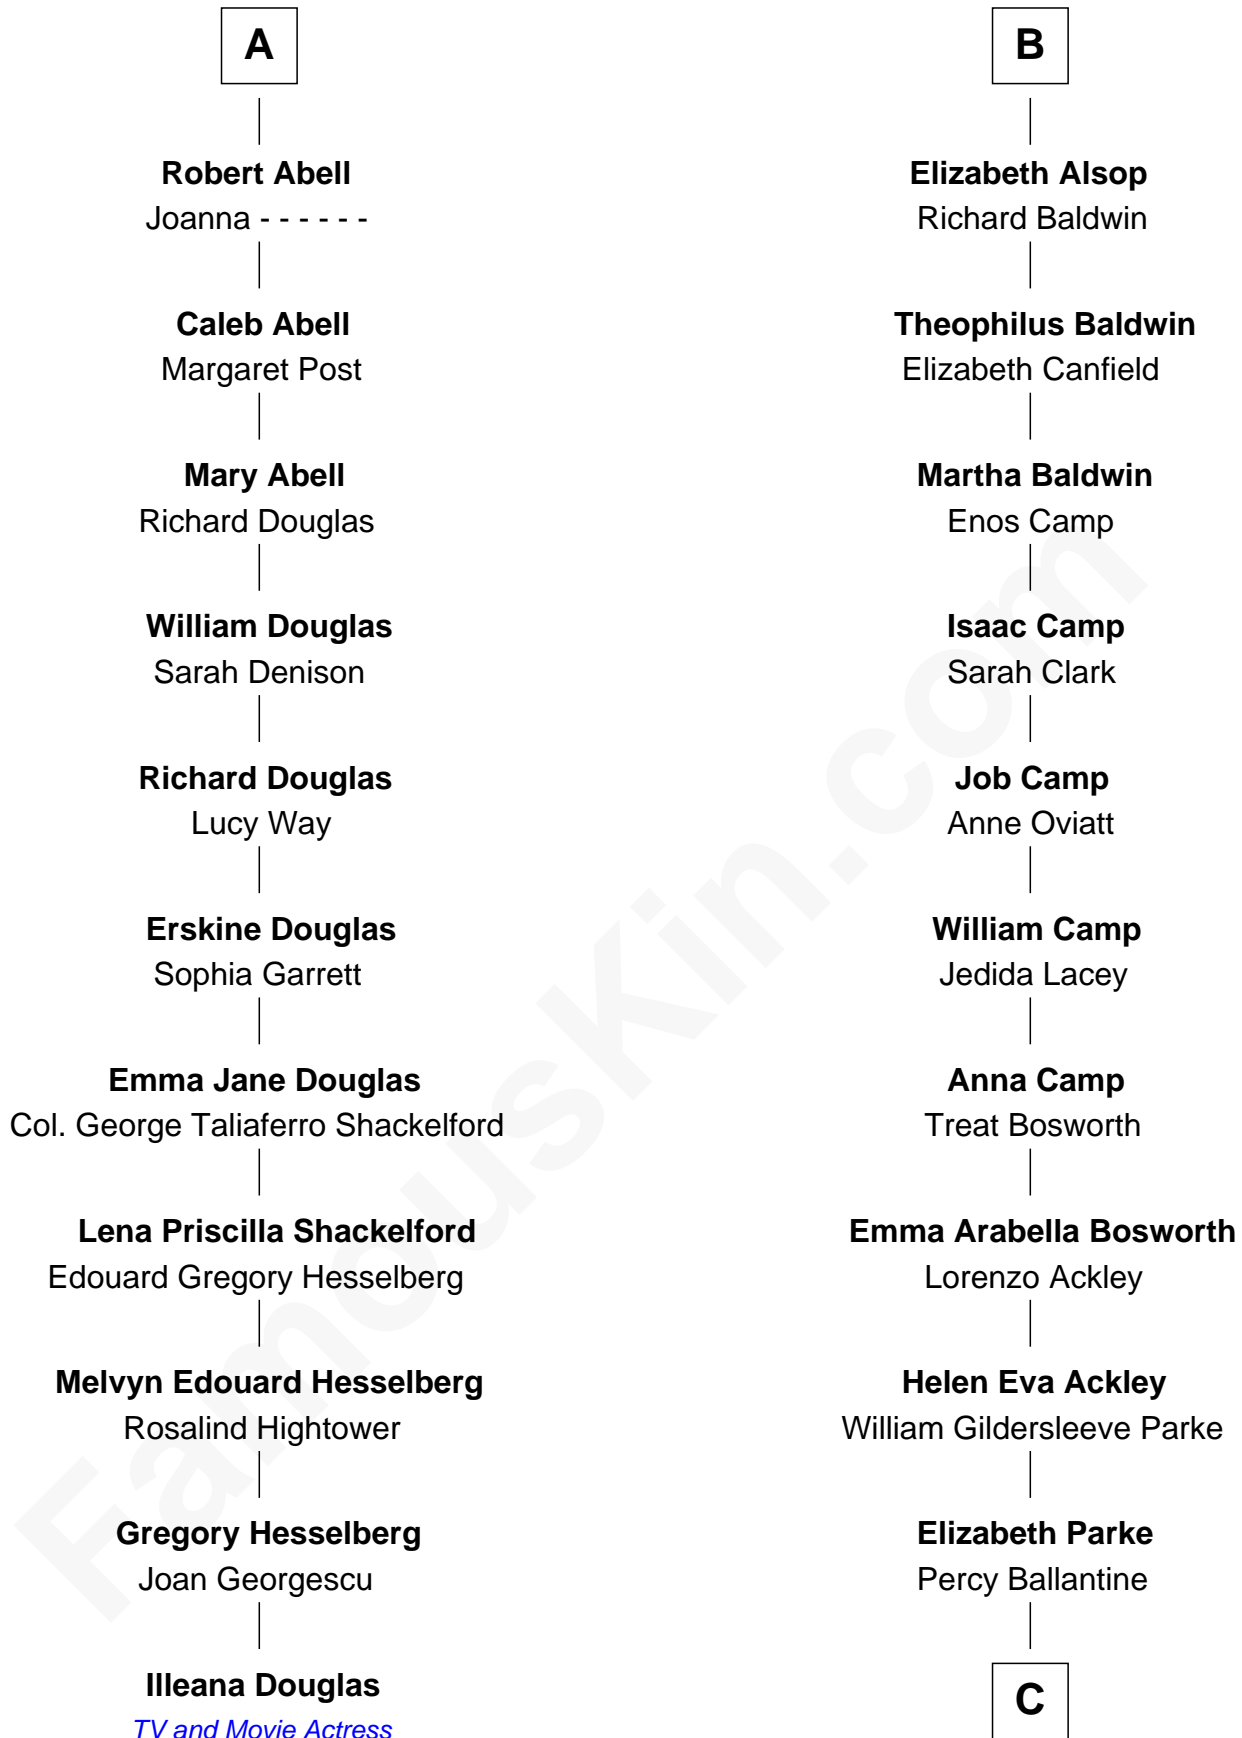 A
Robert Abell
Joanna - - - - - -
Caleb Abell
Margaret Post
Mary Abell
Richard Douglas
William Douglas
Sarah Denison
Richard Douglas
Lucy Way
Erskine Douglas
Sophia Garrett
Emma Jane Douglas
Col. George Taliaferro Shackelford
Lena Priscilla Shackelford
Edouard Gregory Hesselberg
Melvyn Edouard Hesselberg
Rosalind Hightower
Gregory Hesselberg
Joan Georgescu
Illeana Douglas
TV and Movie Actress
B
Elizabeth Alsop
Richard Baldwin
Theophilus Baldwin
Elizabeth Canfield
Martha Baldwin
Enos Camp
Isaac Camp
Sarah Clark
Job Camp
Anne Oviatt
William Camp
Jedida Lacey
Anna Camp
Treat Bosworth
Emma Arabella Bosworth
Lorenzo Ackley
Helen Eva Ackley
William Gildersleeve Parke
Elizabeth Parke
Percy Ballantine
C
FamousKin.com